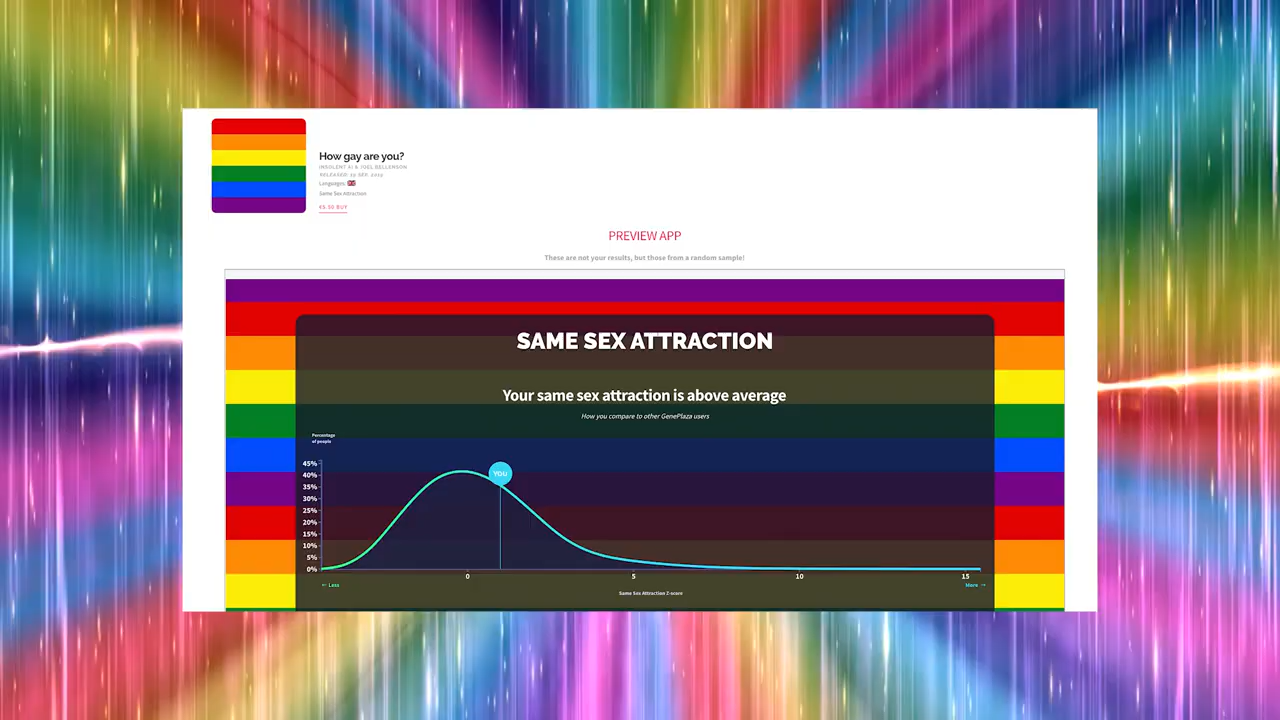 How gay are you?
INSOLENT AI & JOEL BELLENSON
RELEASED: 19 SEP. 2019
Languages:
Same Sex Attraction
€5.50 BUY
PREVIEW APP
These are not your results, but those from a random sample!
SAME SEX ATTRACTION
Your same sex attraction is above average
How you compare to other GenePlaza users
Percentage
of people
45%
40%
35%
30%
25%
20%
15%
10%
5%
0%
YOU
0 5 10 15
← Less More →
Same Sex Attraction Z-score